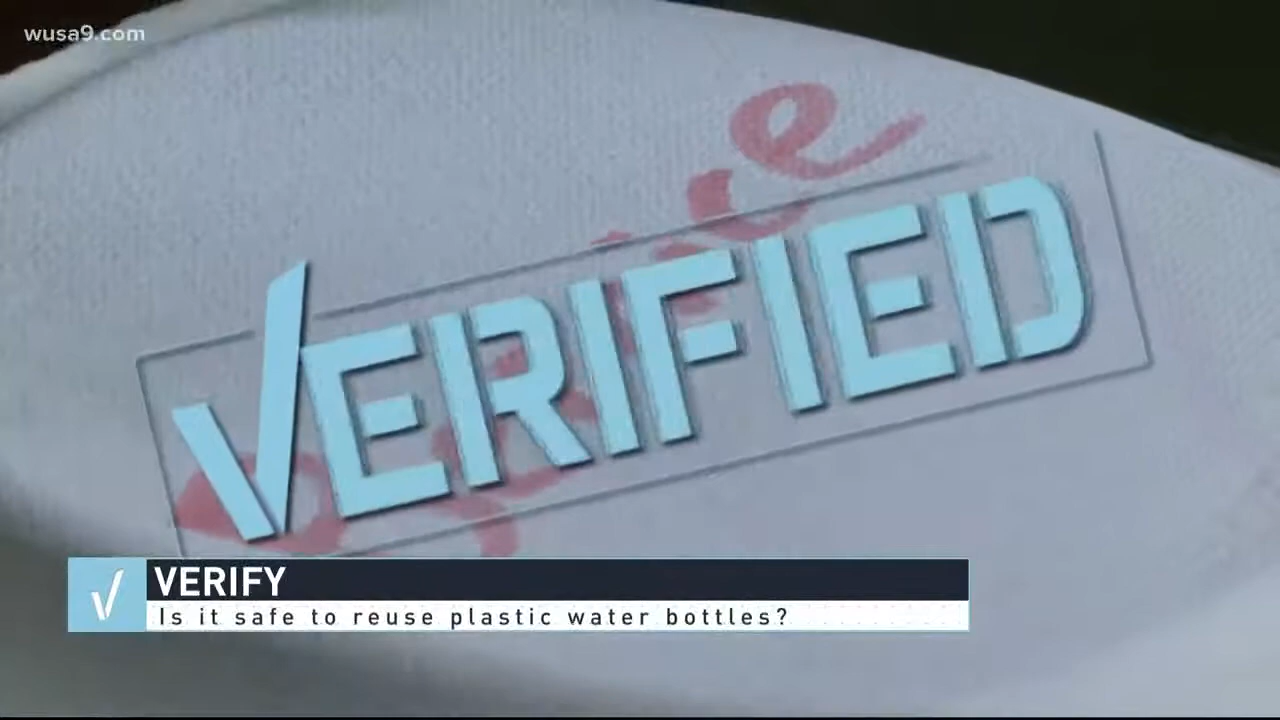 wusa9.com
VERIFIED
VERIFY
Is it safe to reuse plastic water bottles?